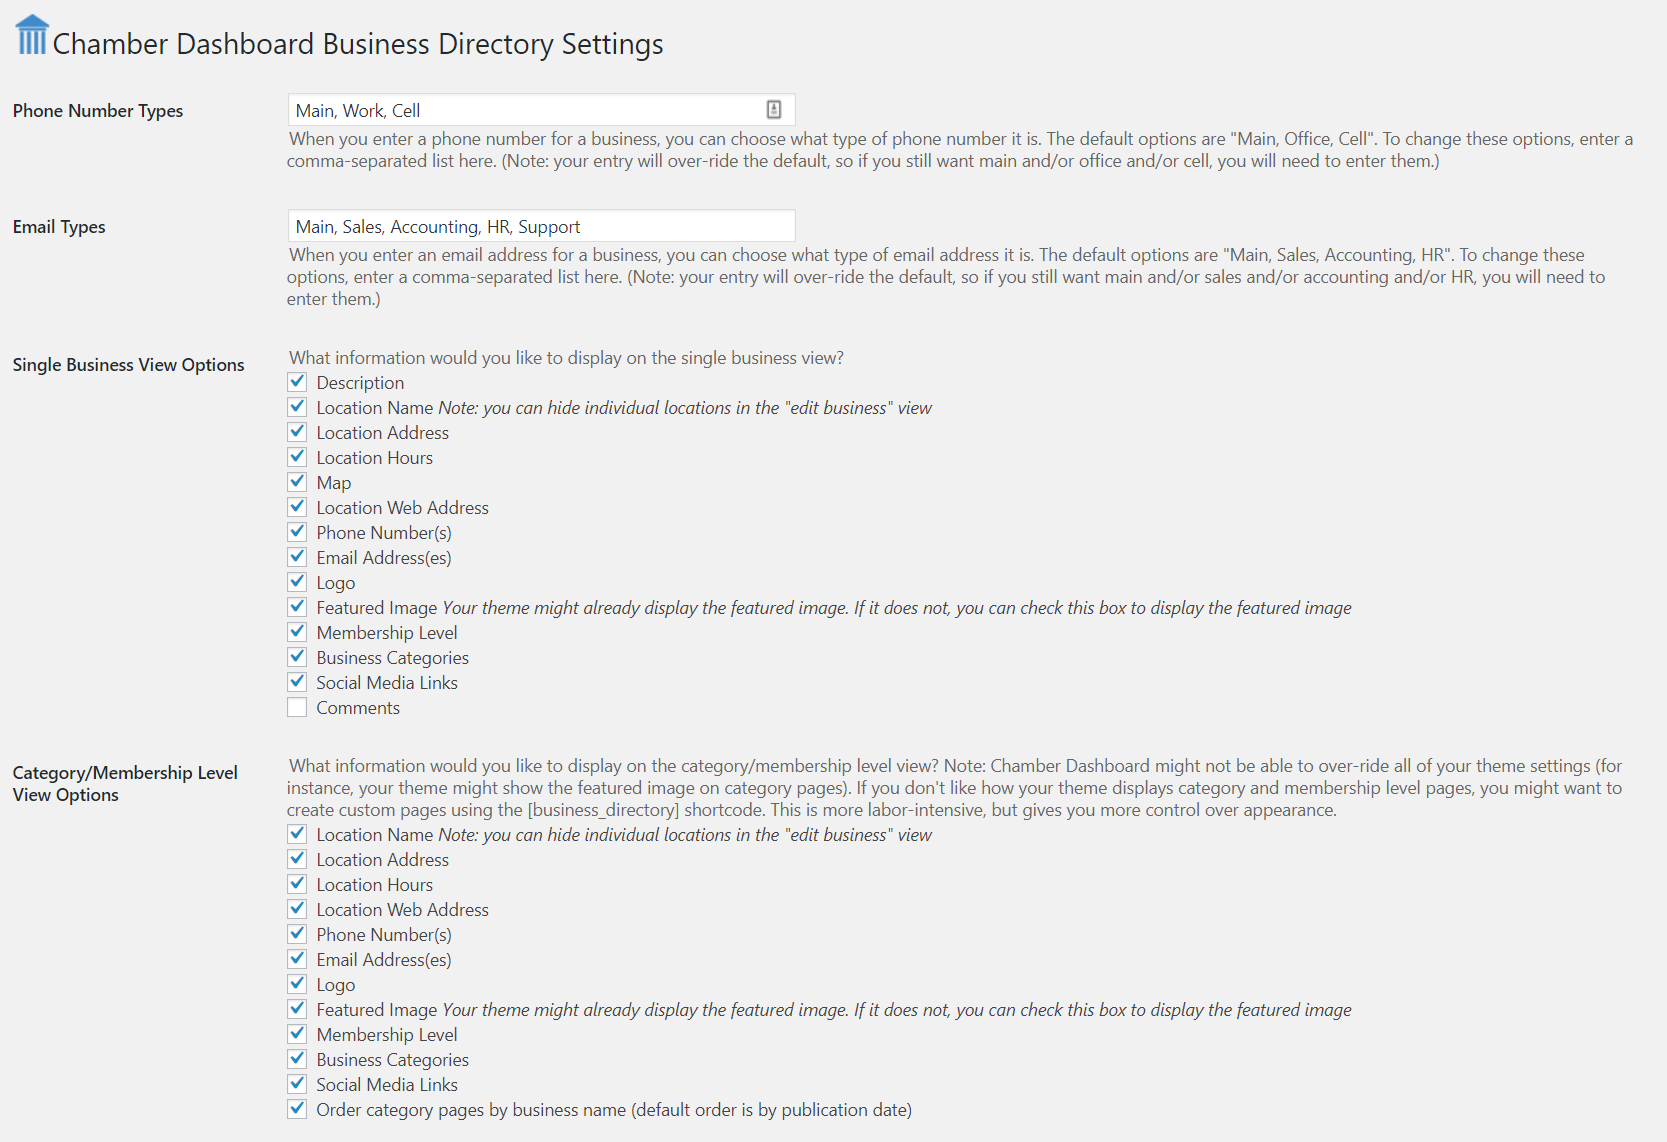 Chamber Dashboard Business Directory Settings
Phone Number Types
Main, Work, Cell
When you enter a phone number for a business, you can choose what type of phone number it is. The default options are "Main, Office, Cell". To change these options, enter a
comma-separated list here. (Note: your entry will over-ride the default, so if you still want main and/or office and/or cell, you will need to enter them.)
Email Types
Main, Sales, Accounting, HR, Support
When you enter an email address for a business, you can choose what type of email address it is. The default options are "Main, Sales, Accounting, HR". To change these
options, enter a comma-separated list here. (Note: your entry will over-ride the default, so if you still want main and/or sales and/or accounting and/or HR, you will need to
enter them.)
Single Business View Options
What information would you like to display on the single business view?
Description
Location Name Note: you can hide individual locations in the "edit business" view
Location Address
Location Hours
Map
Location Web Address
Phone Number(s)
Email Address(es)
Logo
Featured Image Your theme might already display the featured image. If it does not, you can check this box to display the featured image
Membership Level
Business Categories
Social Media Links
Comments
Category/Membership Level
View Options
What information would you like to display on the category/membership level view? Note: Chamber Dashboard might not be able to over-ride all of your theme settings (for
instance, your theme might show the featured image on category pages). If you don't like how your theme displays category and membership level pages, you might want to
create custom pages using the [business_directory] shortcode. This is more labor-intensive, but gives you more control over appearance.
Location Name Note: you can hide individual locations in the "edit business" view
Location Address
Location Hours
Location Web Address
Phone Number(s)
Email Address(es)
Logo
Featured Image Your theme might already display the featured image. If it does not, you can check this box to display the featured image
Membership Level
Business Categories
Social Media Links
Order category pages by business name (default order is by publication date)